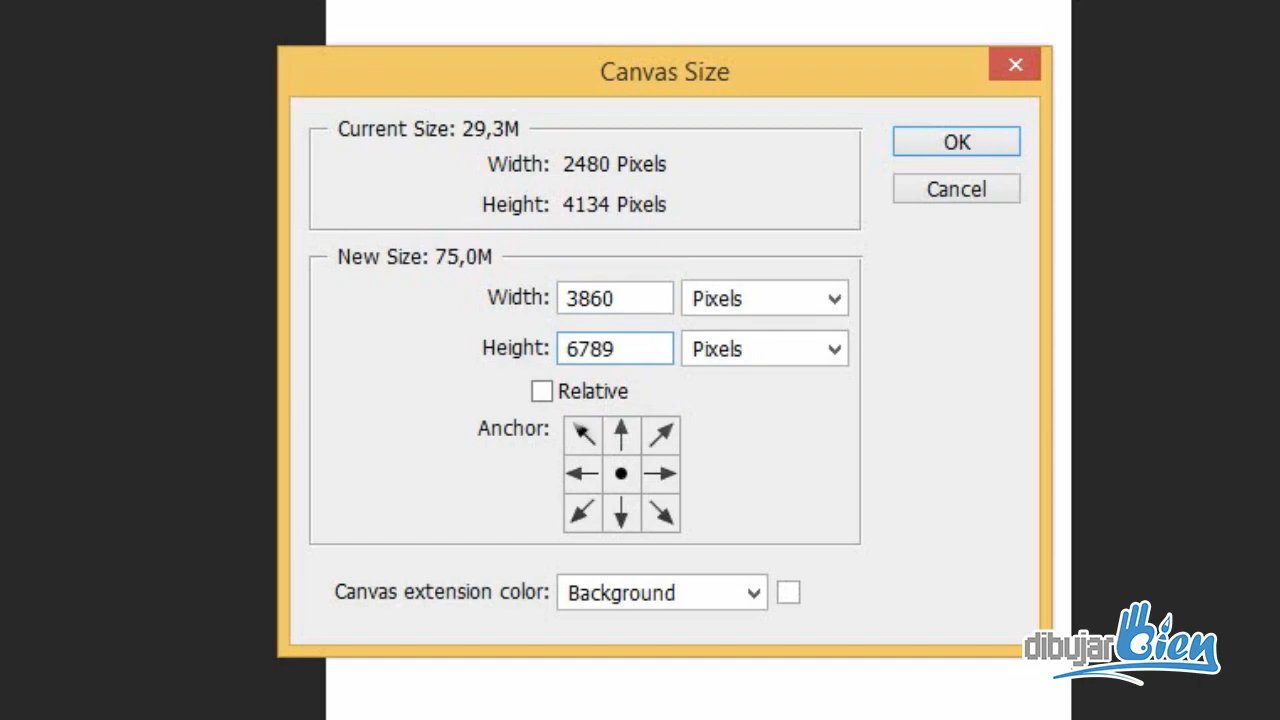 Canvas Size
Current Size: 29,3M
Width: 2480 Pixels
Height: 4134 Pixels
OK
Cancel
New Size: 75,0M
Width: 3860 Pixels
Height: 6789 Pixels
Relative
Anchor:
Canvas extension color: Background
dibujarBien